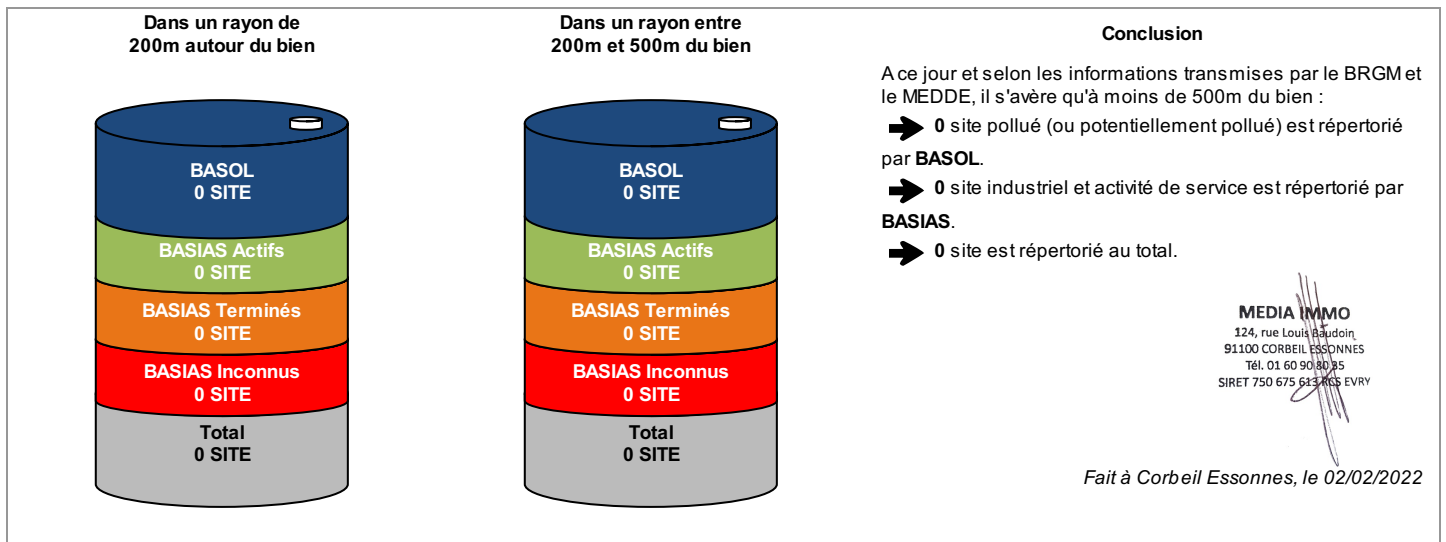 Dans un rayon de
200m autour du bien
BASOL
0 SITE
BASIAS Actifs
0 SITE
BASIAS Terminés
0 SITE
BASIAS Inconnus
0 SITE
Total
0 SITE
Dans un rayon entre
200m et 500m du bien
BASOL
0 SITE
BASIAS Actifs
0 SITE
BASIAS Terminés
0 SITE
BASIAS Inconnus
0 SITE
Total
0 SITE
Conclusion
A ce jour et selon les informations transmises par le BRGM et
le MEDDE, il s'avère qu'à moins de 500m du bien :
0 site pollué (ou potentiellement pollué) est répertorié
par BASOL.
0 site industriel et activité de service est répertorié par
BASIAS.
0 site est répertorié au total.
MEDIA IMMO
124, rue Louis Baudoin
91100 CORBEIL ESSONNES
Tél. 01 60 90 80 85
SIRET 750 675 613 RCS EVRY
Fait à Corbeil Essonnes, le 02/02/2022